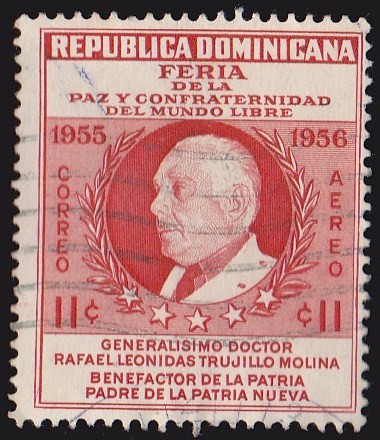 REPUBLICA DOMINICANA
FERIA
DE LA
PAZ Y CONFRATERNIDAD
DEL MUNDO LIBRE
1955 1956
CORREO AEREO
11¢ ¢11
GENERALISIMO DOCTOR
RAFAEL LEONIDAS TRUJILLO MOLINA
BENEFACTOR DE LA PATRIA
PADRE DE LA PATRIA NUEVA